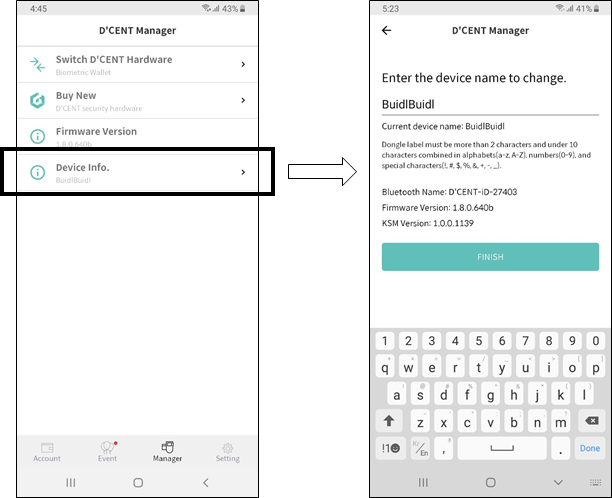 4:45
43%
D'CENT Manager
Switch D'CENT Hardware
Biometric Wallet
Buy New
D'CENT security hardware
Firmware Version
1.8.0.640b
Device Info.
BuidlBuidl
Account
Event
Manager
Setting
5:23
41%
D'CENT Manager
Enter the device name to change.
BuidlBuidl
Current device name: BuidlBuidl
Dongle label must be more than 2 characters and under 10
characters combined in alphabets(a-z, A-Z), numbers(0-9), and
special characters(!, #, $, %, &, +, -, _).
Bluetooth Name: D'CENT-iD-27403
Firmware Version: 1.8.0.640b
KSM Version: 1.0.0.1139
FINISH
1 2 3 4 5 6 7 8 9 0
q w e r t y u i o p
a s d f g h j k l
z x c v b n m
!1 Kr/En , . Done